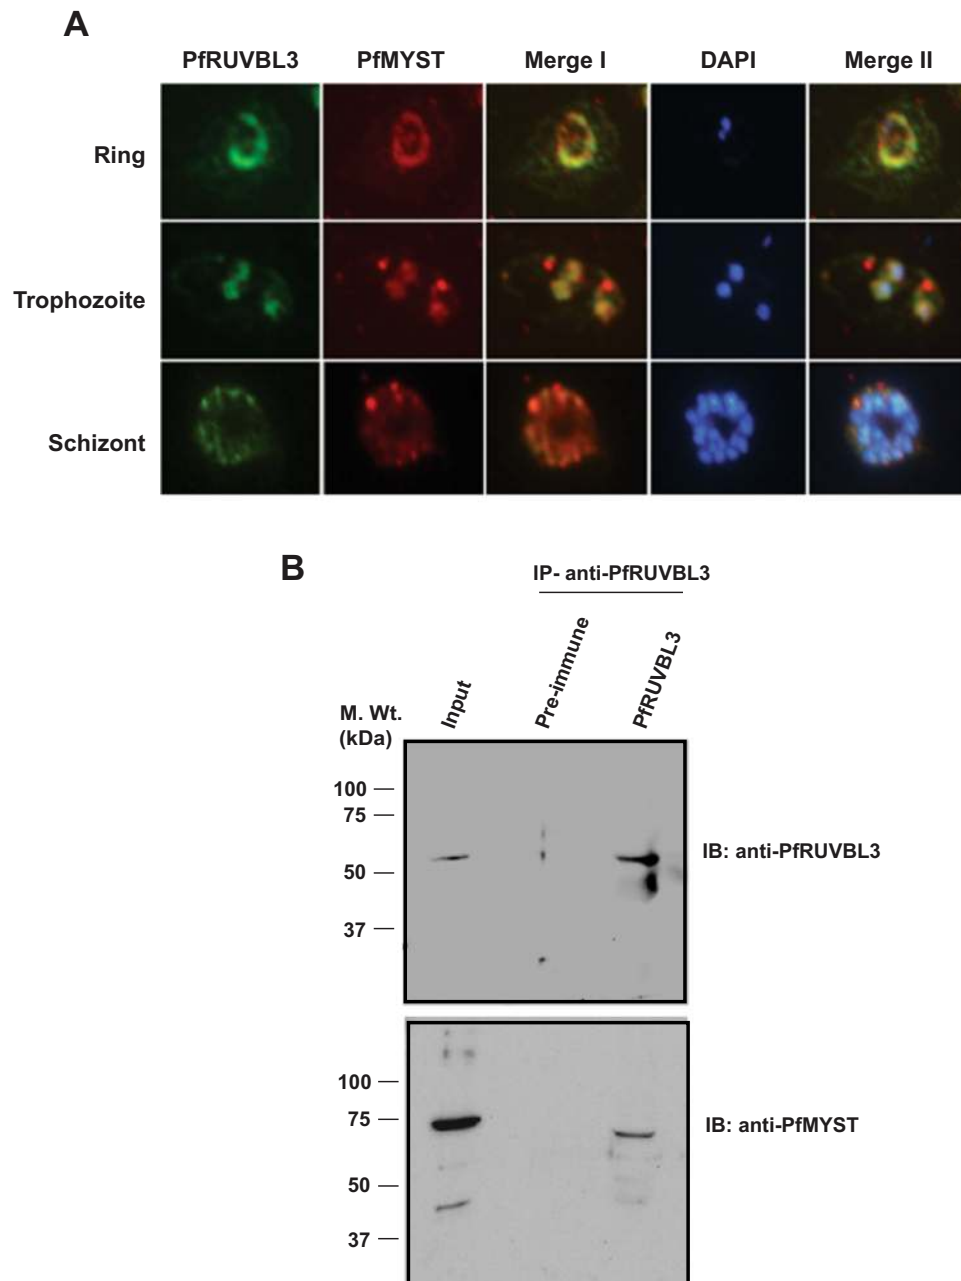 A
PfRUVBL3 PfMYST Merge I DAPI Merge II
Ring
Trophozoite
Schizont
B
IP- anti-PfRUVBL3
Input Pre-immune PfRUVBL3
M. Wt.
(kDa)
100
75
IB: anti-PfRUVBL3
50
37
100
75
IB: anti-PfMYST
50
37